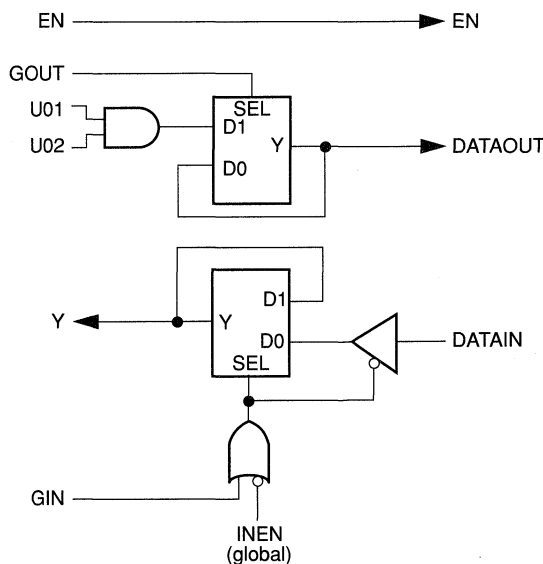 EN EN
GOUT
SEL
U01
D1
U02
Y
DATAOUT
D0
D1
Y
Y
D0
DATAIN
SEL
GIN
INEN
(global)